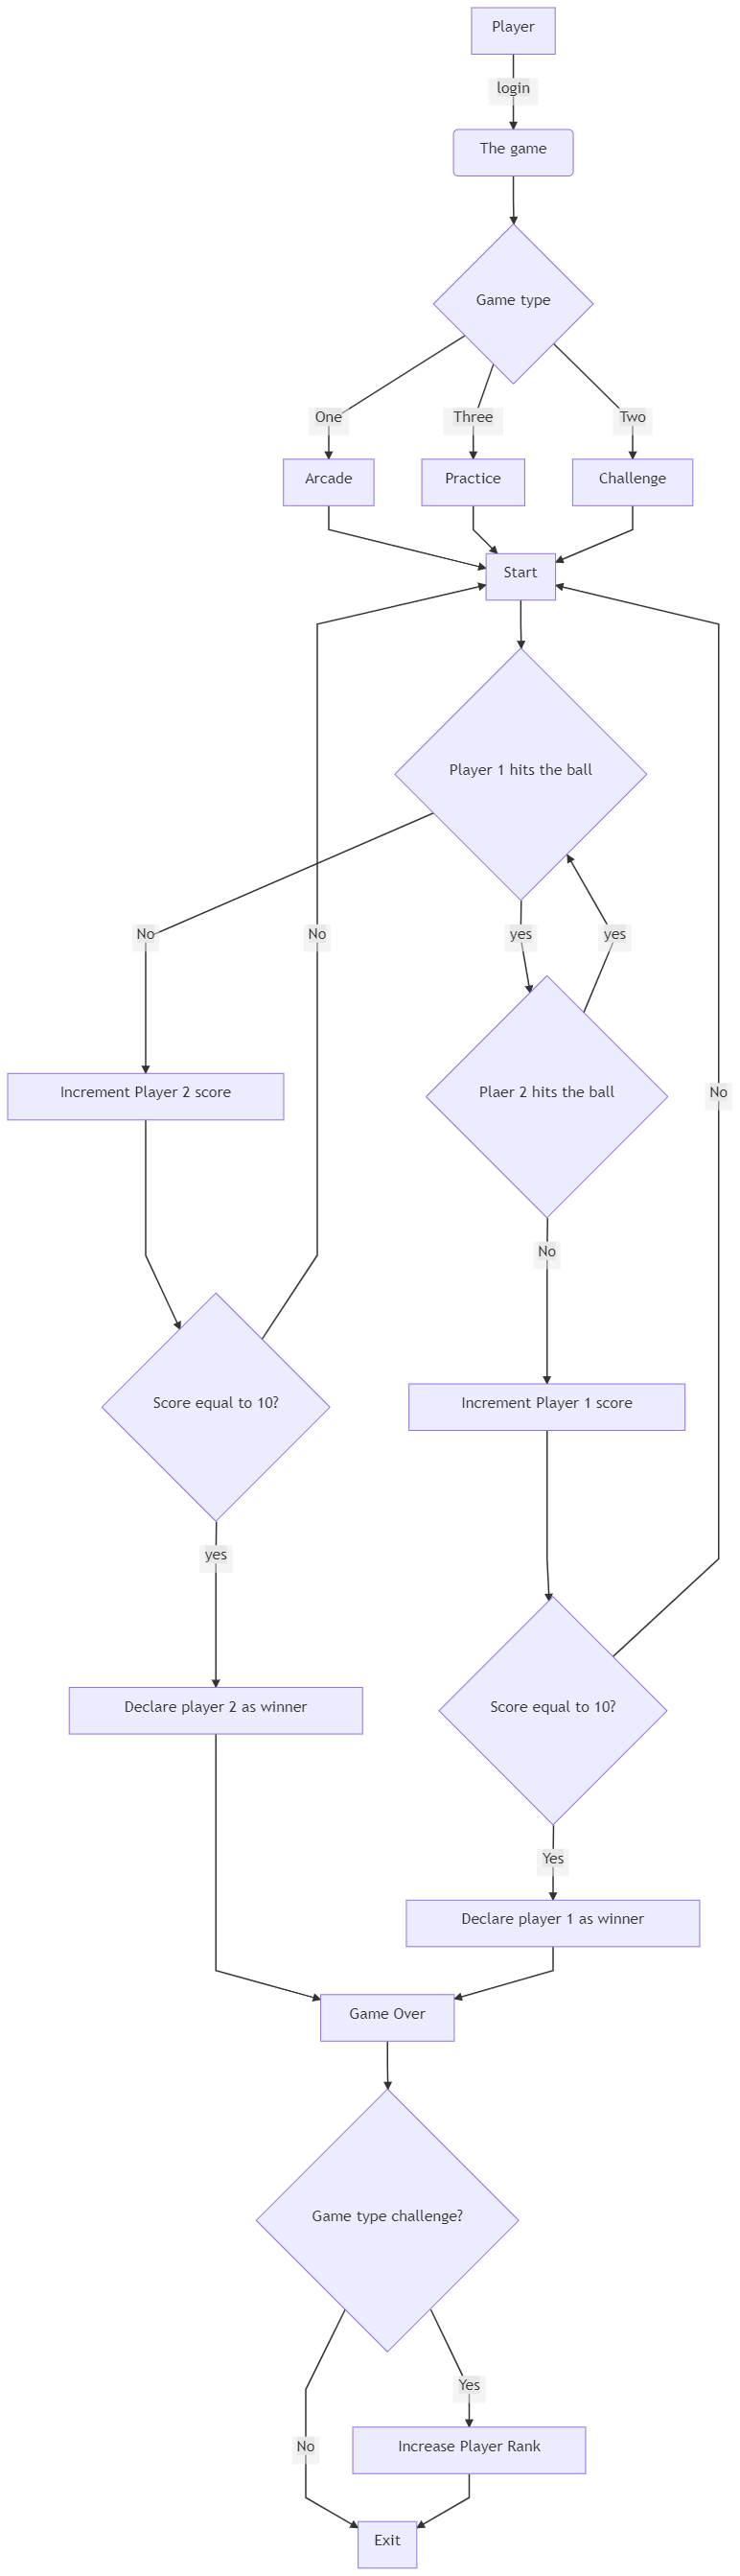 Player
login
The game
Game type
One
Three
Two
Arcade
Practice
Challenge
Start
Player 1 hits the ball
No
No
yes
yes
Increment Player 2 score
Plaer 2 hits the ball
No
No
Score equal to 10?
Increment Player 1 score
yes
Declare player 2 as winner
Score equal to 10?
Yes
Declare player 1 as winner
Game Over
Game type challenge?
Yes
No
Increase Player Rank
Exit